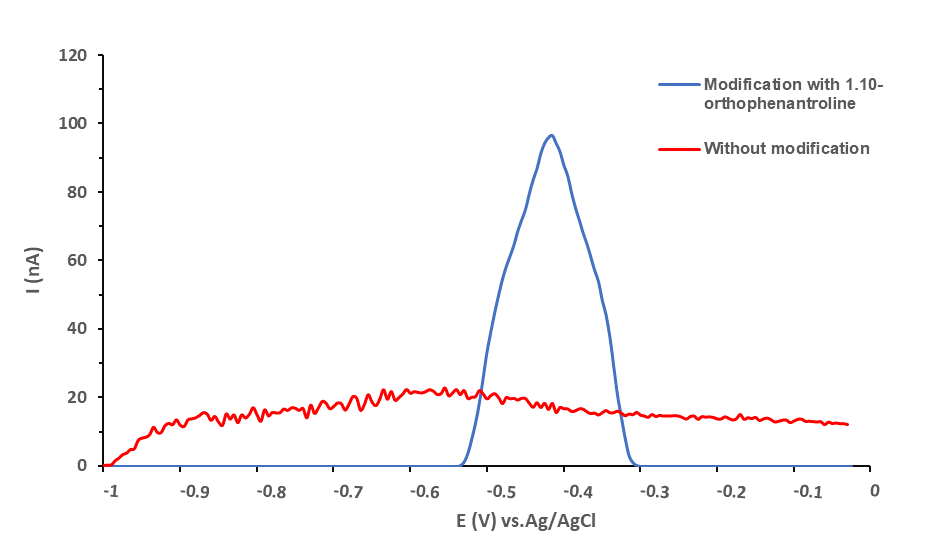 120
100
80
60
40
20
0
I (nA)
Modification with 1.10-
orthophenantroline
Without modification
-1 -0.9 -0.8 -0.7 -0.6 -0.5 -0.4 -0.3 -0.2 -0.1 0
E (V) vs.Ag/AgCl